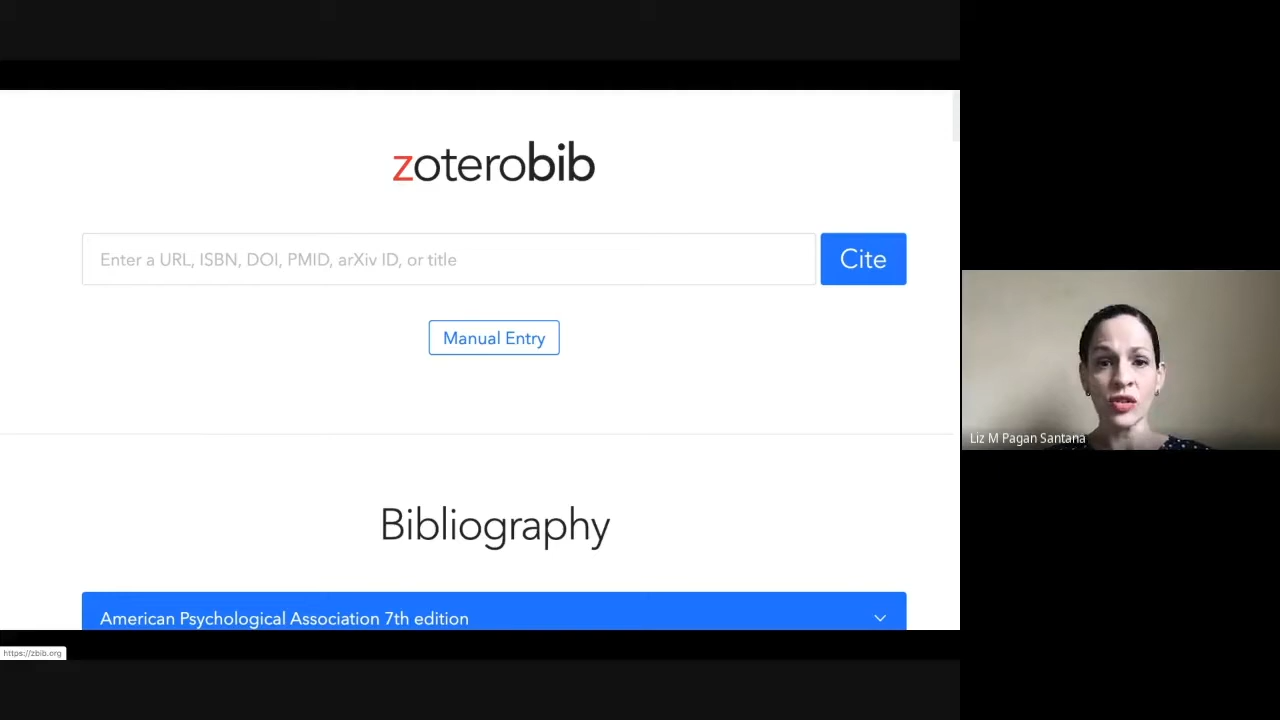 zoterobib
Enter a URL, ISBN, DOI, PMID, arXiv ID, or title
Cite
Manual Entry
Liz M Pagan Santana
Bibliography
American Psychological Association 7th edition
https://zbib.org